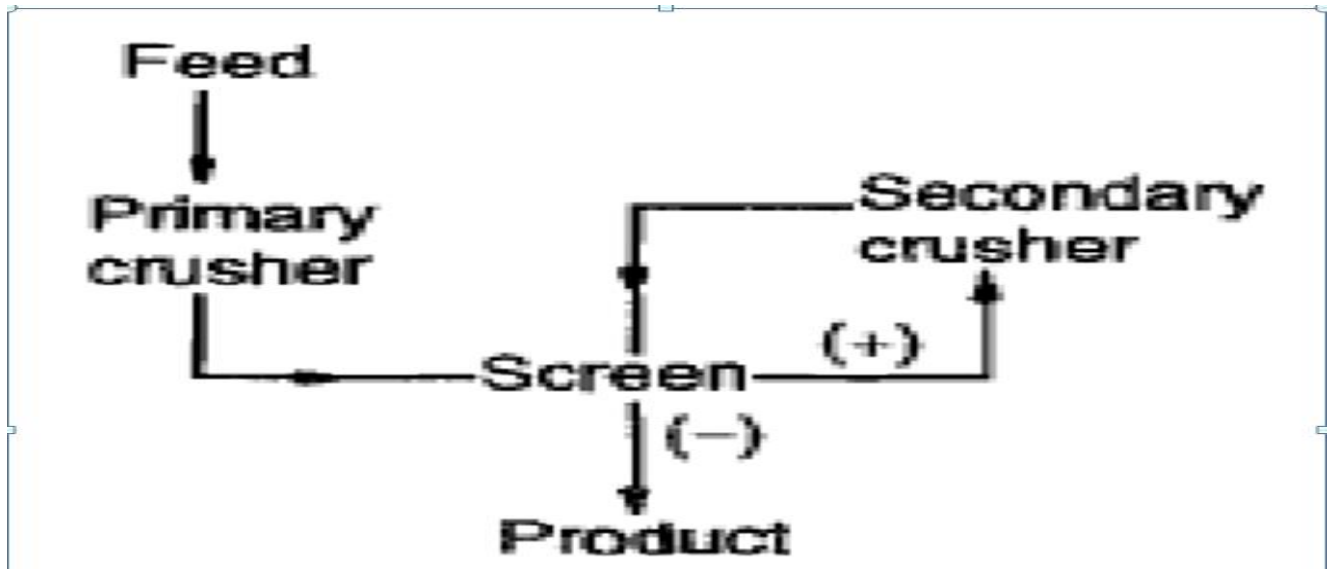 Feed
Primary
crusher
Secondary
crusher
(+)
Screen
(−)
Product